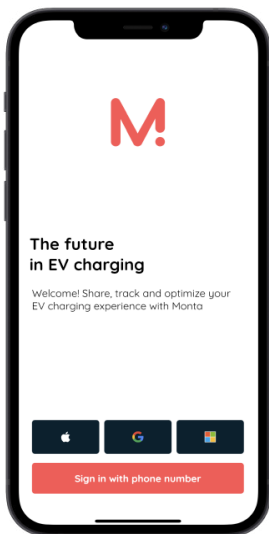 M!
The future
in EV charging
Welcome! Share, track and optimize your
EV charging experience with Monta
G
Sign in with phone number